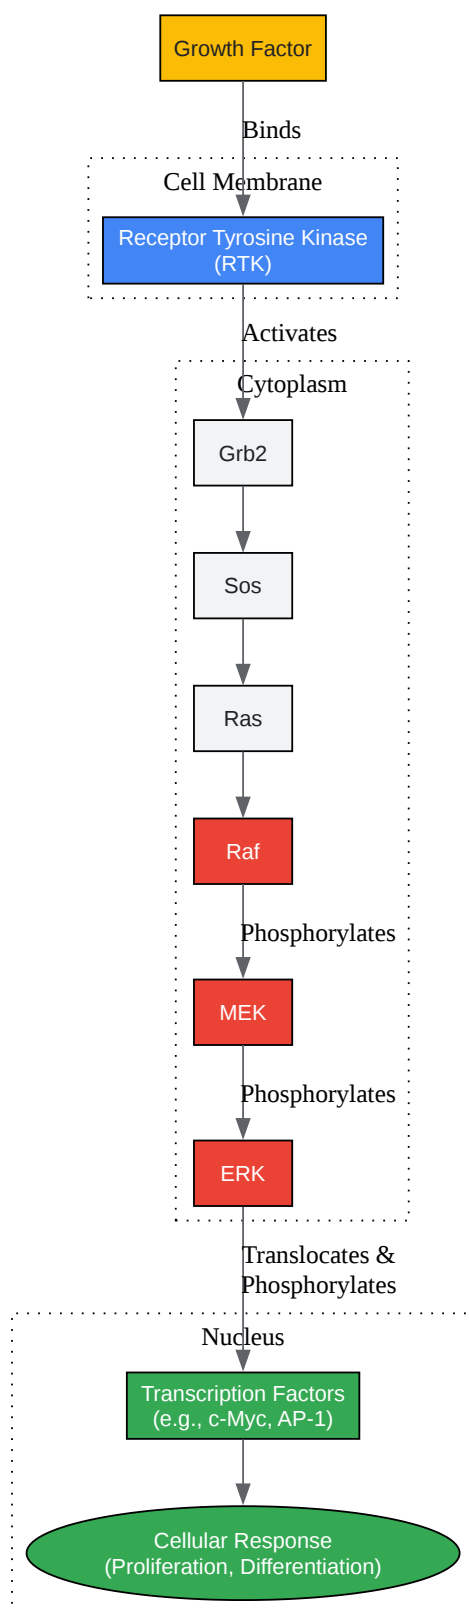 Growth Factor
Binds
Cell Membrane
Receptor Tyrosine Kinase
(RTK)
Activates
Cytoplasm
Grb2
Sos
Ras
Raf
Phosphorylates
MEK
Phosphorylates
ERK
Translocates &
Phosphorylates
Nucleus
Transcription Factors
(e.g., c-Myc, AP-1)
Cellular Response
(Proliferation, Differentiation)